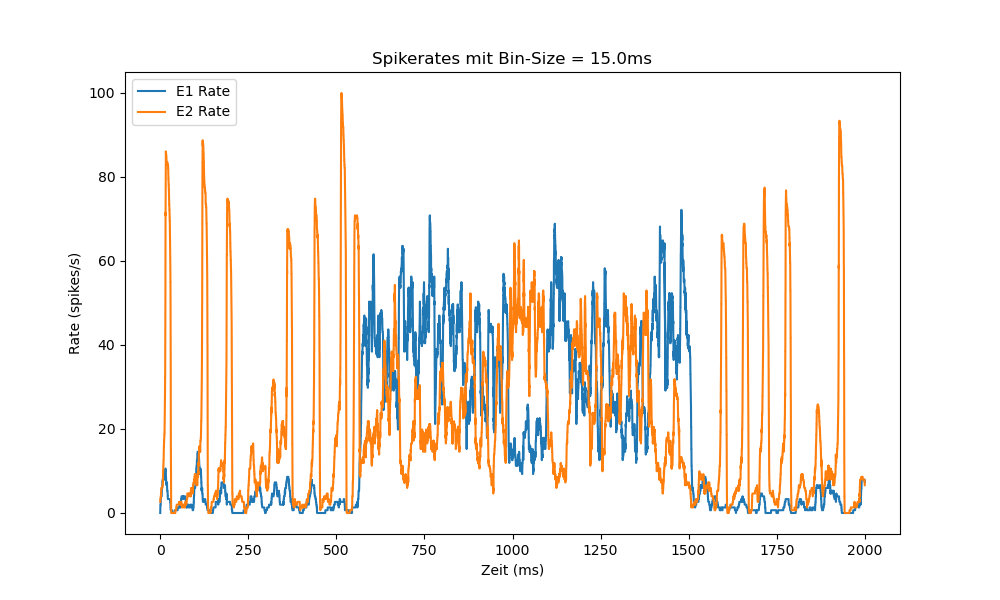 Spikerates mit Bin-Size = 15.0ms
E1 Rate
E2 Rate
Rate (spikes/s)
100
80
60
40
20
0
0 250 500 750 1000 1250 1500 1750 2000
Zeit (ms)